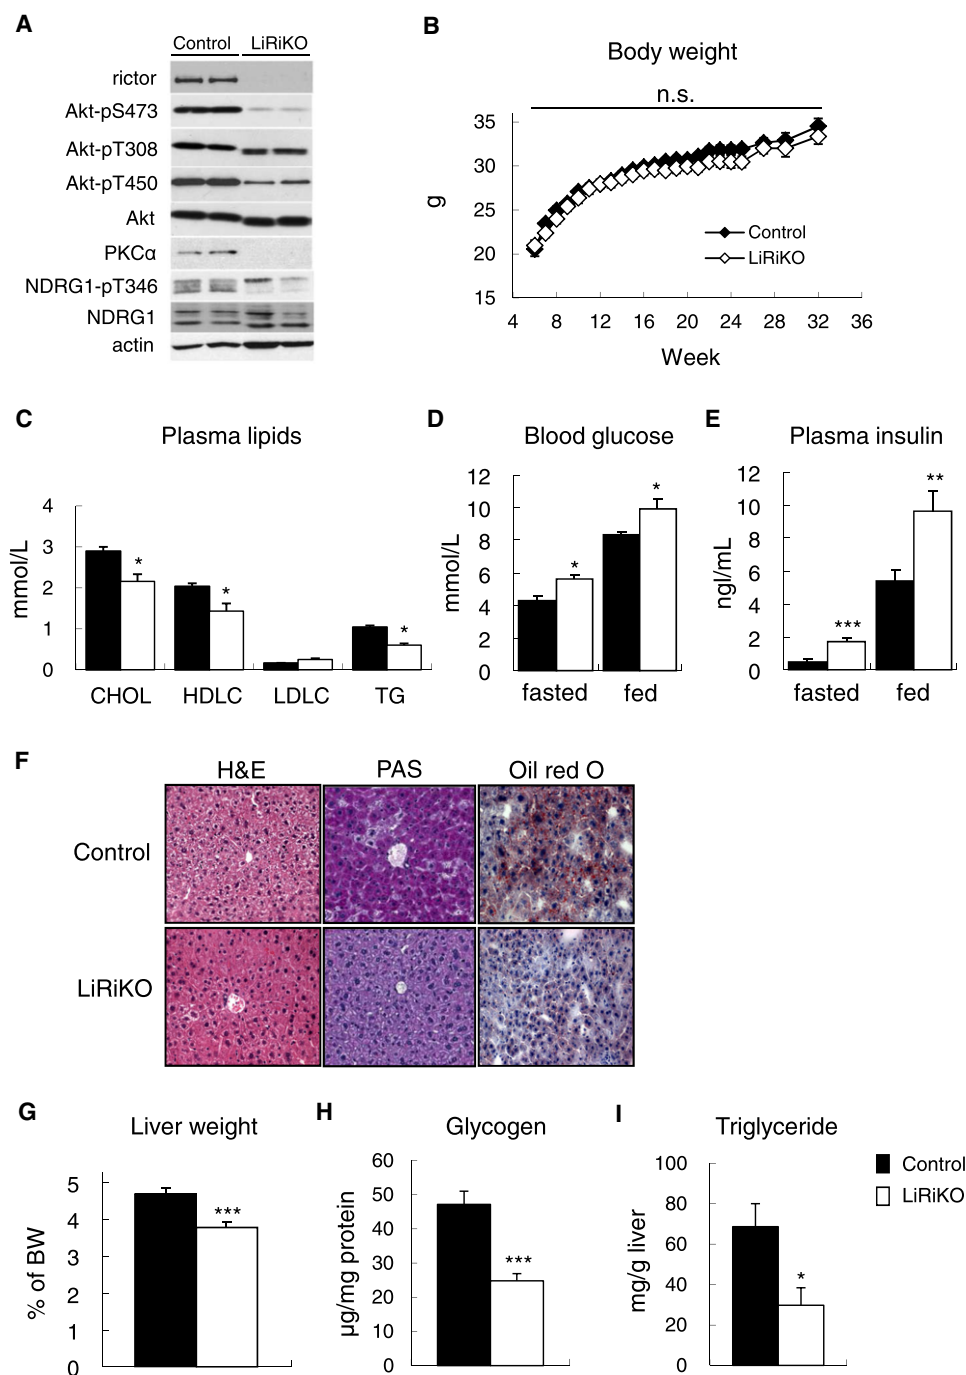 A
Control LiRiKO
rictor
Akt-pS473
Akt-pT308
Akt-pT450
Akt
PKCα
NDRG1-pT346
NDRG1
actin
B
Body weight
n.s.
35
30
25
20
15
g
Control
LiRiKO
4 8 12 16 20 24 28 32 36
Week
C
Plasma lipids
4
3
2
1
0
mmol/L
* * *
CHOL HDLC LDLC TG
D
Blood glucose
12
10
8
6
4
2
0
mmol/L
* *
fasted fed
E
Plasma insulin
12
10
8
6
4
2
0
ngl/mL
*** **
fasted fed
F
H&E PAS Oil red O
Control
LiRiKO
G
Liver weight
5
4
3
2
1
0
% of BW
***
H
Glycogen
60
50
40
30
20
10
0
µg/mg protein
***
I
Triglyceride
100
80
60
40
20
0
mg/g liver
*
Control
LiRiKO